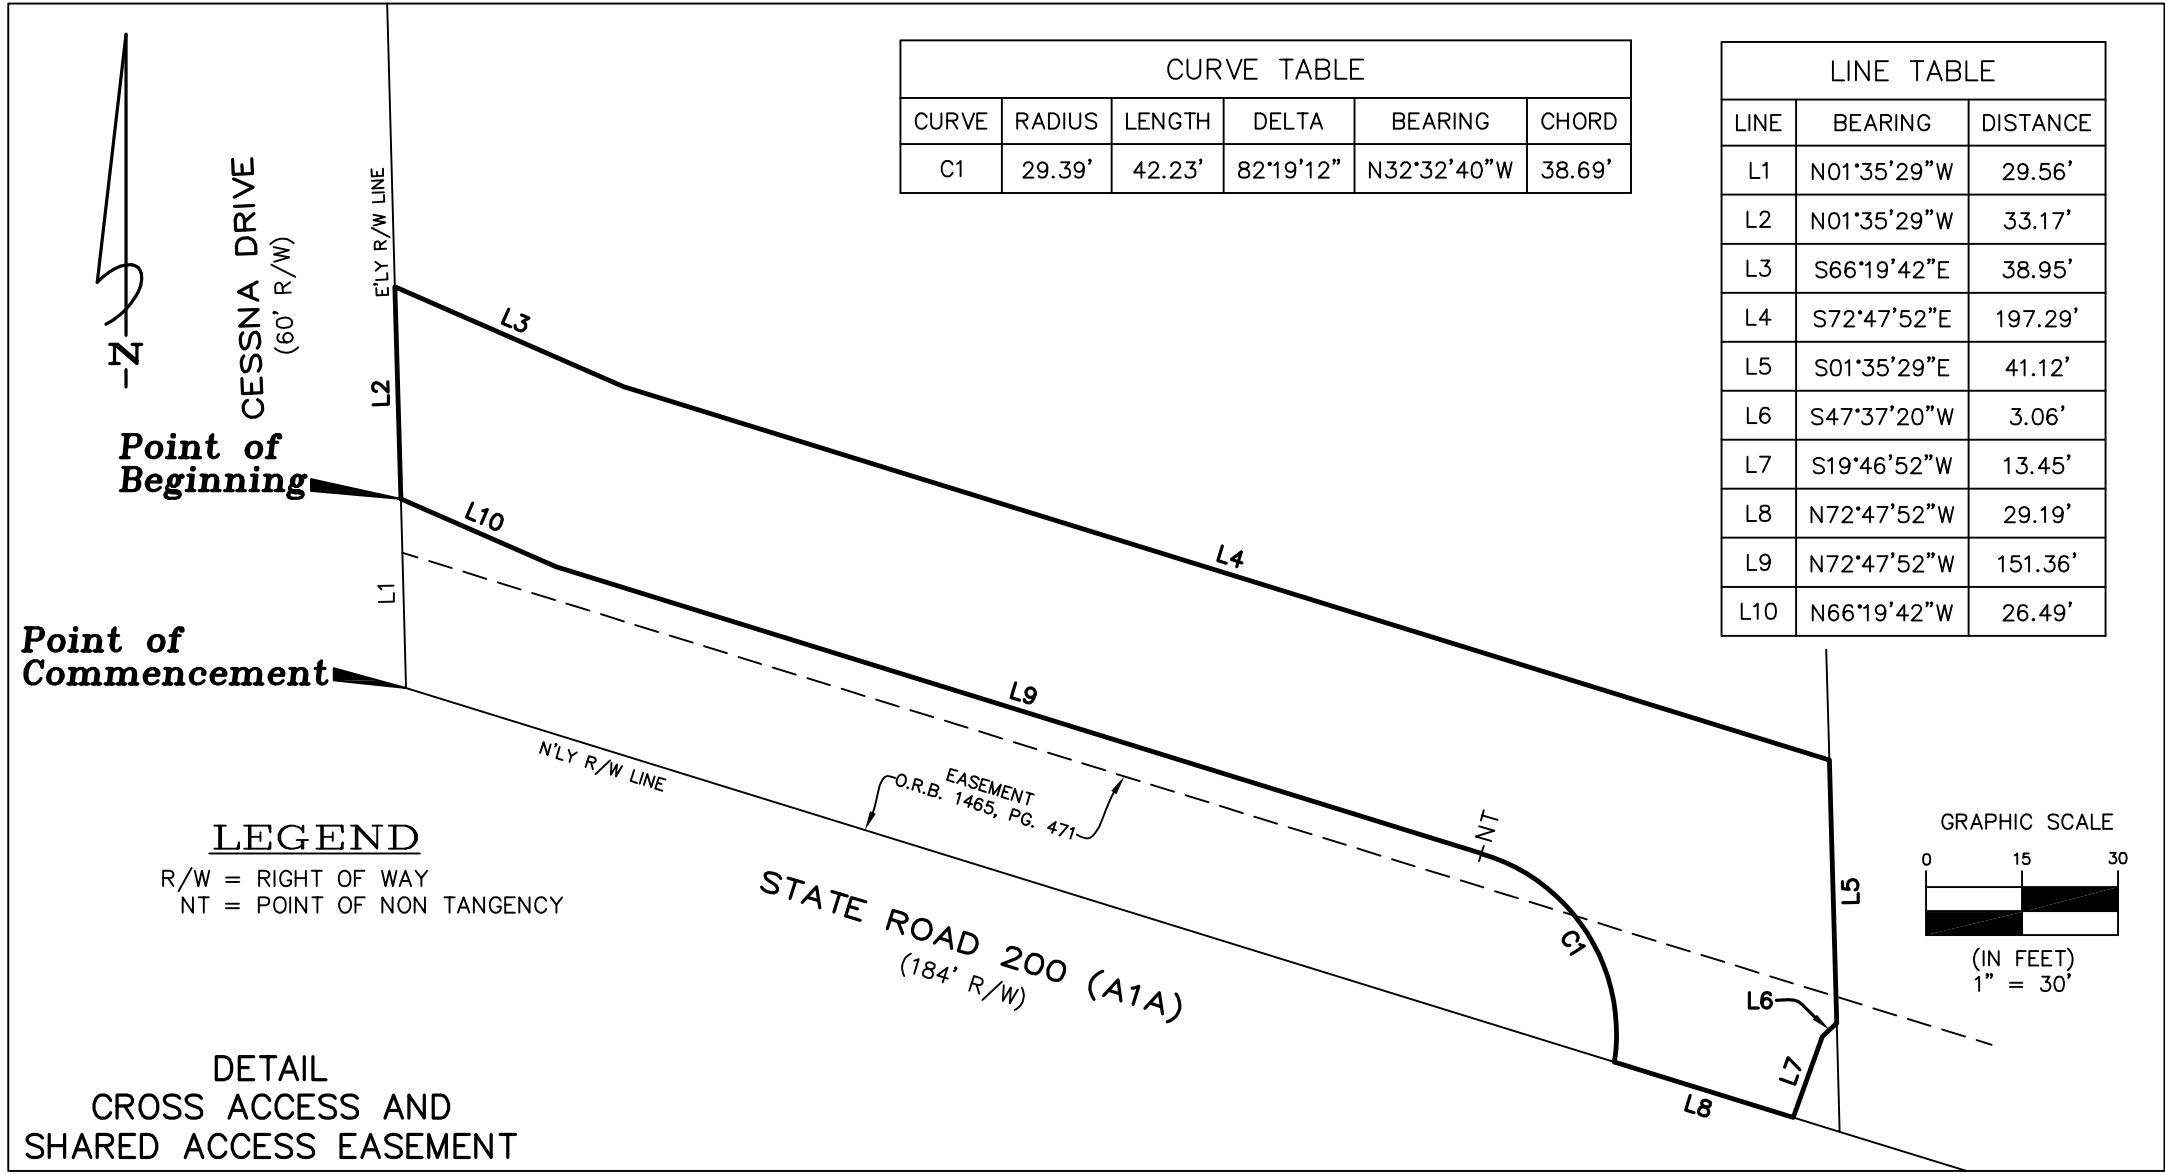 CURVE TABLE
CURVE RADIUS LENGTH DELTA BEARING CHORD
C1 29.39' 42.23' 82°19'12" N32°32'40"W 38.69'
LINE TABLE
LINE BEARING DISTANCE
L1 N01°35'29"W 29.56'
L2 N01°35'29"W 33.17'
L3 S66°19'42"E 38.95'
L4 S72°47'52"E 197.29'
L5 S01°35'29"E 41.12'
L6 S47°37'20"W 3.06'
L7 S19°46'52"W 13.45'
L8 N72°47'52"W 29.19'
L9 N72°47'52"W 151.36'
L10 N66°19'42"W 26.49'
N
CESSNA DRIVE
(60' R/W)
E'LY R/W LINE
L3
L2
Point of
Beginning
L10
L4
L1
Point of
Commencement
L9
N'LY R/W LINE
EASEMENT
O.R.B. 1465, PG. 471
NT
C1
L5
L6
L7
L8
STATE ROAD 200 (A1A)
(184' R/W)
GRAPHIC SCALE
0 15 30
(IN FEET)
1" = 30'
LEGEND
R/W = RIGHT OF WAY
NT = POINT OF NON TANGENCY
DETAIL
CROSS ACCESS AND
SHARED ACCESS EASEMENT